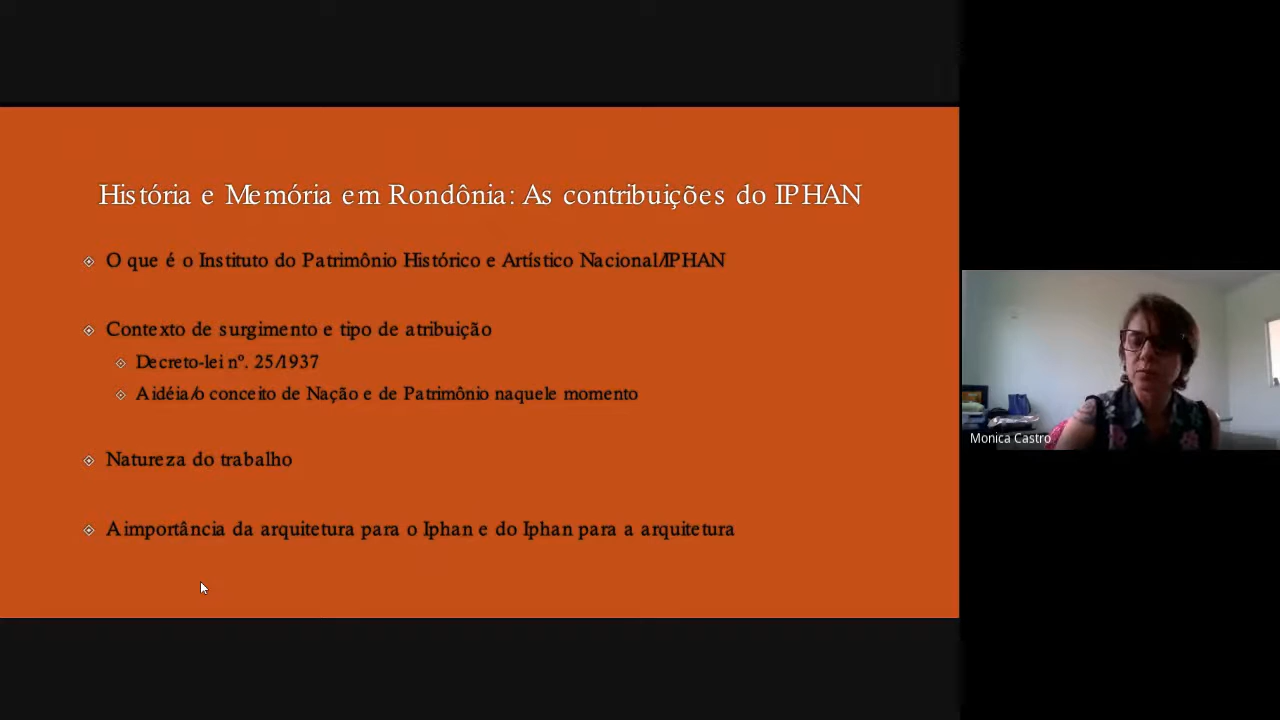 História e Memória em Rondônia: As contribuições do IPHAN
O que é o Instituto do Patrimônio Histórico e Artístico Nacional/IPHAN
Contexto de surgimento e tipo de atribuição
Decreto-lei nº. 25/1937
A idéia/o conceito de Nação e de Patrimônio naquele momento
Natureza do trabalho
A importância da arquitetura para o Iphan e do Iphan para a arquitetura
Monica Castro